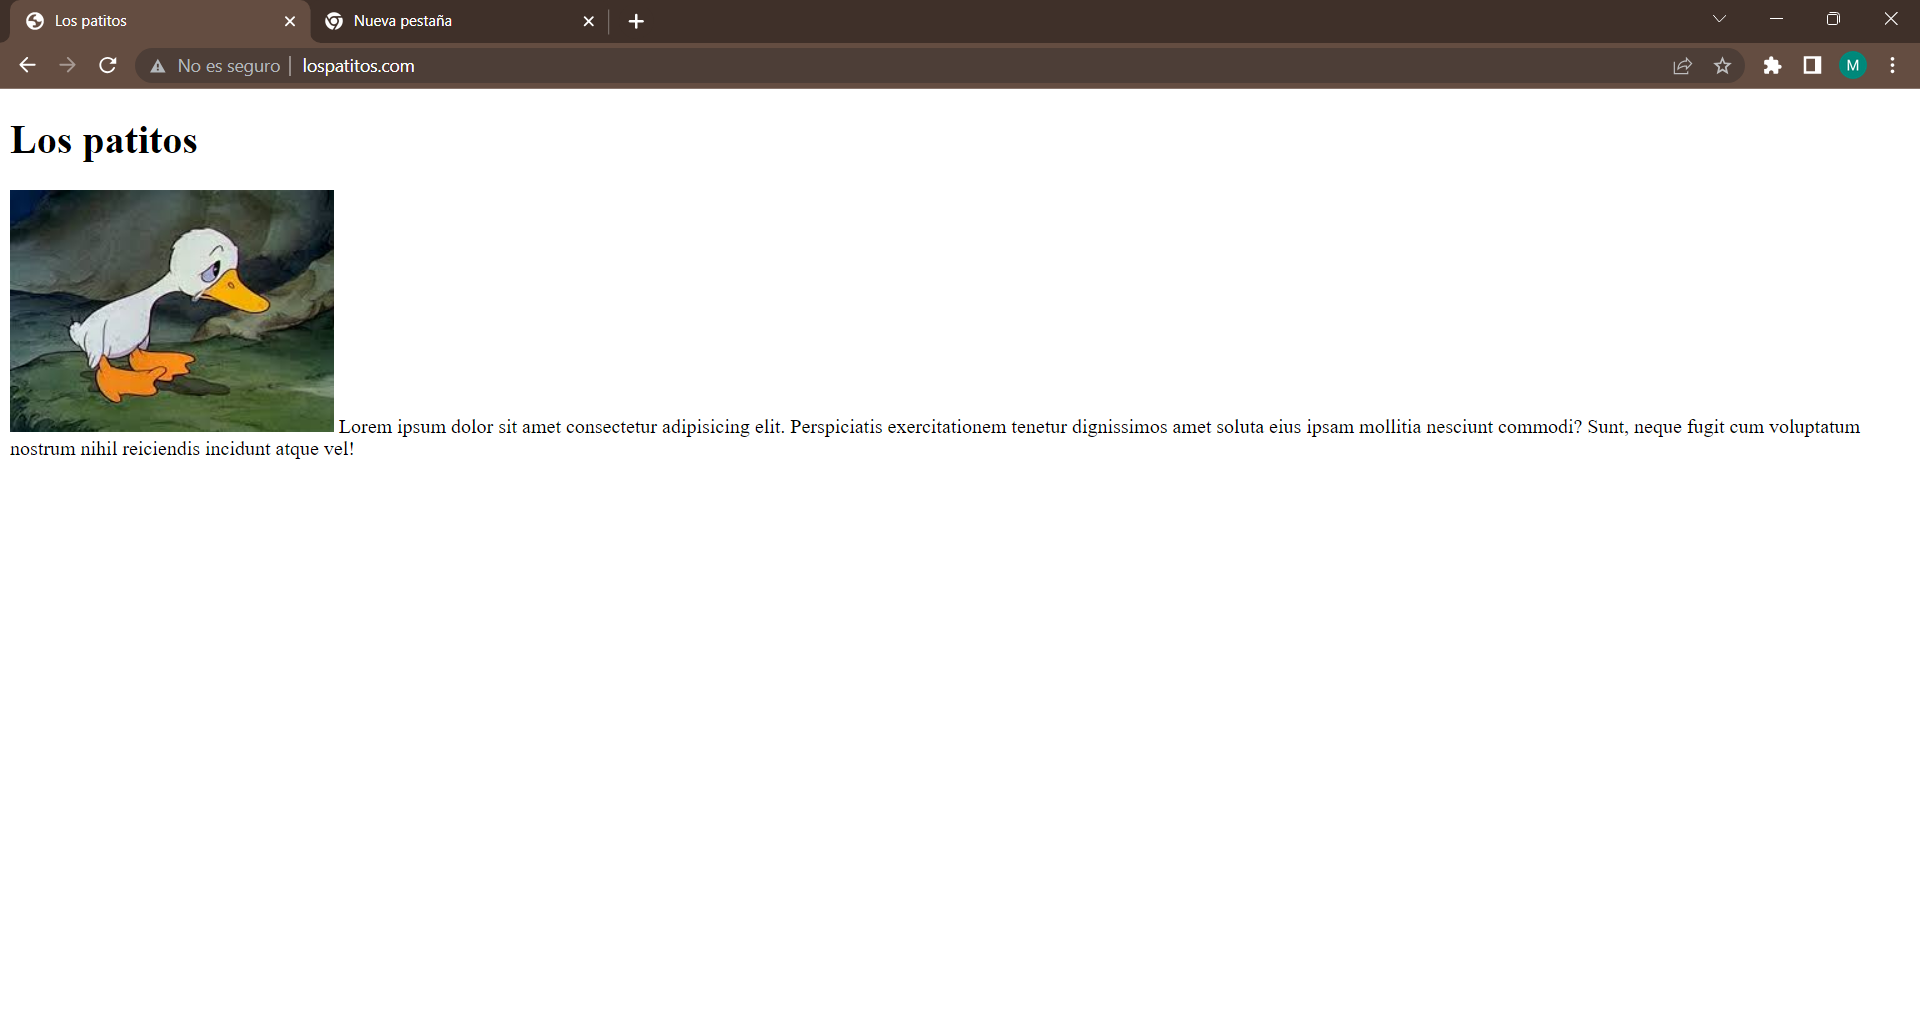 Los patitos
Nueva pestaña
No es seguro
lospatitos.com
M
Los patitos
Lorem ipsum dolor sit amet consectetur adipisicing elit. Perspiciatis exercitationem tenetur dignissimos amet soluta eius ipsam mollitia nesciunt commodi? Sunt, neque fugit cum voluptatum
nostrum nihil reiciendis incidunt atque vel!